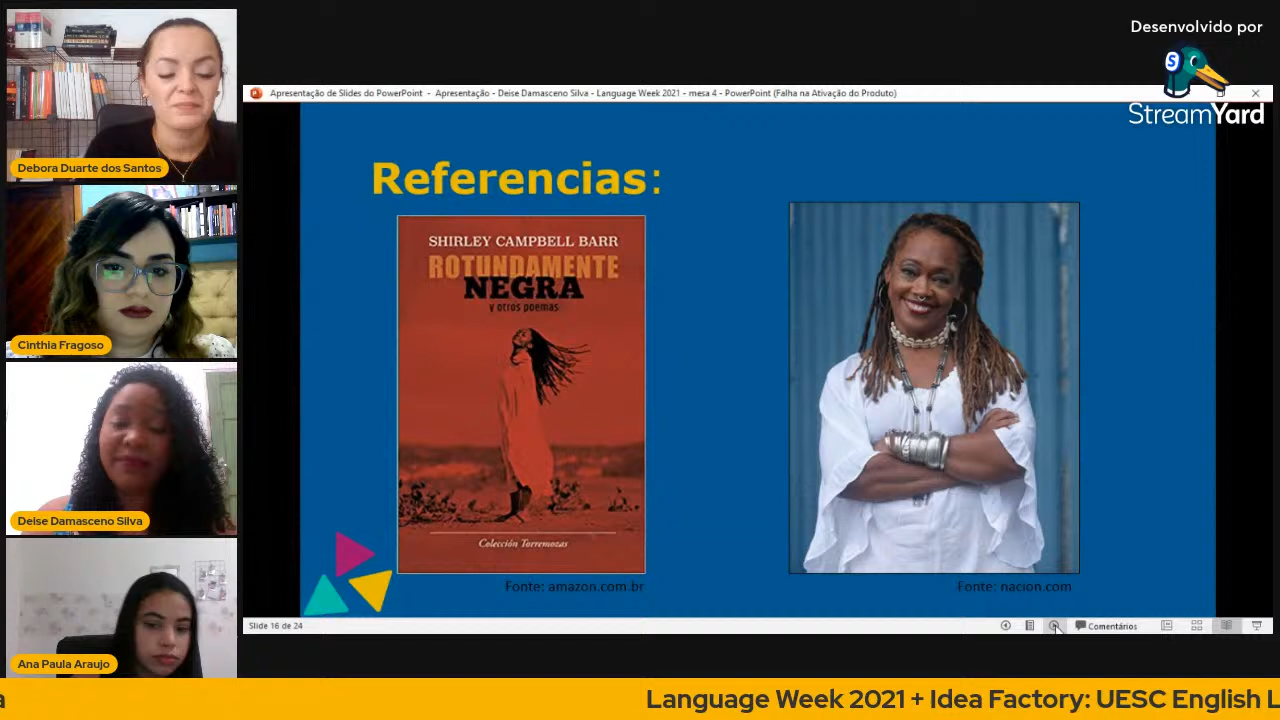 Desenvolvido por
StreamYard
Apresentação de Slides do PowerPoint - Apresentação - Deise Damasceno Silva - Language Week 2021 - mesa 4 - PowerPoint (Falha na Ativação do Produto)
Debora Duarte dos Santos
Cinthia Fragoso
Deise Damasceno Silva
Ana Paula Araujo
Referencias:
SHIRLEY CAMPBELL BARR
ROTUNDAMENTE
NEGRA
y otros poemas
Colección Torremozas
Fonte: amazon.com.br
Fonte: nacion.com
Slide 16 de 24
Comentários
a
Language Week 2021 + Idea Factory: UESC English L